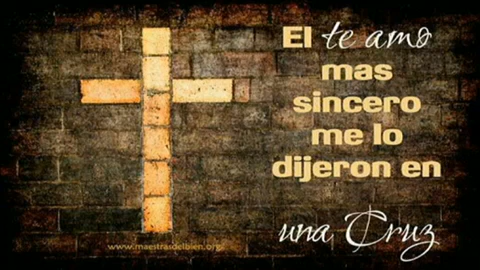 El te amo
mas
sincero
me lo
dijeron en
una Cruz
www.maestrasdelbien.org